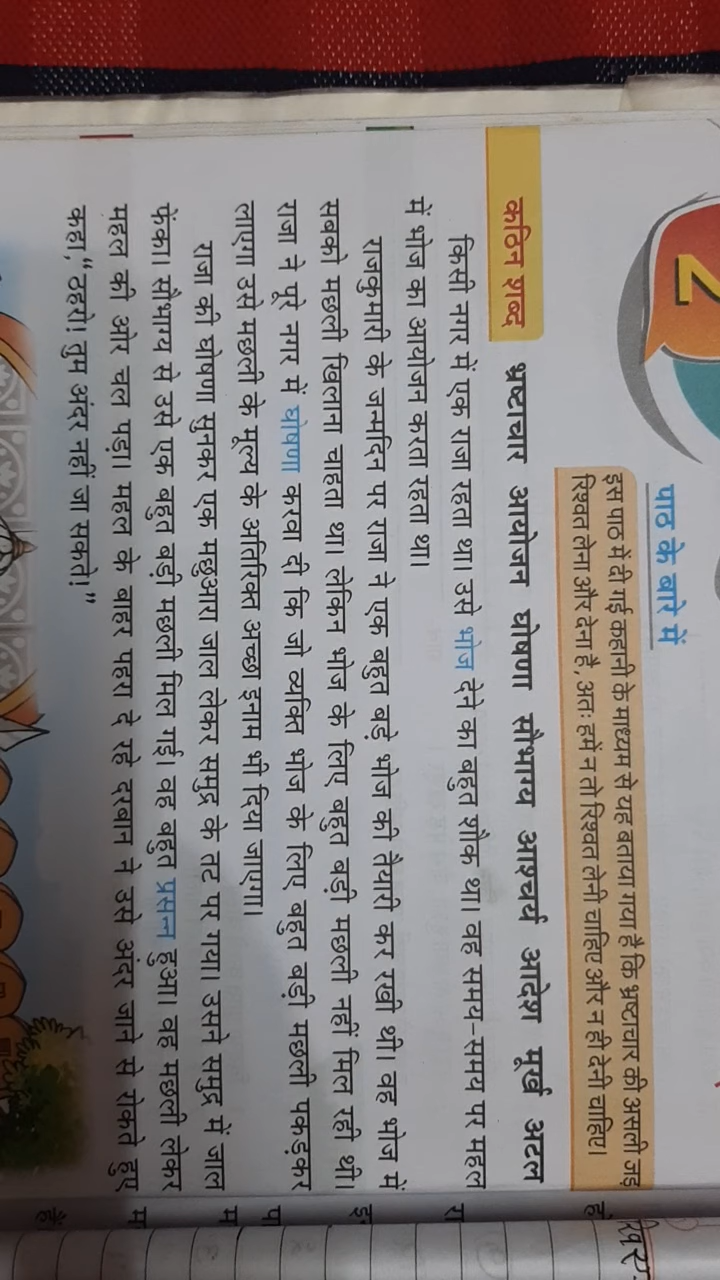 2
पाठ के बारे में
इस पाठ में दी गई कहानी के माध्यम से यह बताया गया है कि भ्रष्टाचार की असली जड़
रिश्वत लेना और देना है, अतः हमें न तो रिश्वत लेनी चाहिए और न ही देनी चाहिए।
कठिन शब्द भ्रष्टाचार आयोजन घोषणा सौभाग्य आश्चर्य आदेश मूर्ख अटल
किसी नगर में एक राजा रहता था। उसे भोज देने का बहुत शौक था। वह समय-समय पर महल
में भोज का आयोजन करता रहता था।
राजकुमारी के जन्मदिन पर राजा ने एक बहुत बड़े भोज की तैयारी कर रखी थी। वह भोज में
सबको मछली खिलाना चाहता था। लेकिन भोज के लिए बहुत बड़ी मछली नहीं मिल रही थी।
राजा ने पूरे नगर में घोषणा करवा दी कि जो व्यक्ति भोज के लिए बहुत बड़ी मछली पकड़कर
लाएगा उसे मछली के मूल्य के अतिरिक्त अच्छा इनाम भी दिया जाएगा।
राजा की घोषणा सुनकर एक मछुआरा जाल लेकर समुद्र के तट पर गया। उसने समुद्र में जाल
फेंका। सौभाग्य से उसे एक बहुत बड़ी मछली मिल गई। वह बहुत प्रसन्न हुआ। वह मछली लेकर
महल की ओर चल पड़ा। महल के बाहर पहरा दे रहे दरबान ने उसे अंदर जाने से रोकते हुए
कहा, “ठहरो! तुम अंदर नहीं जा सकते।”